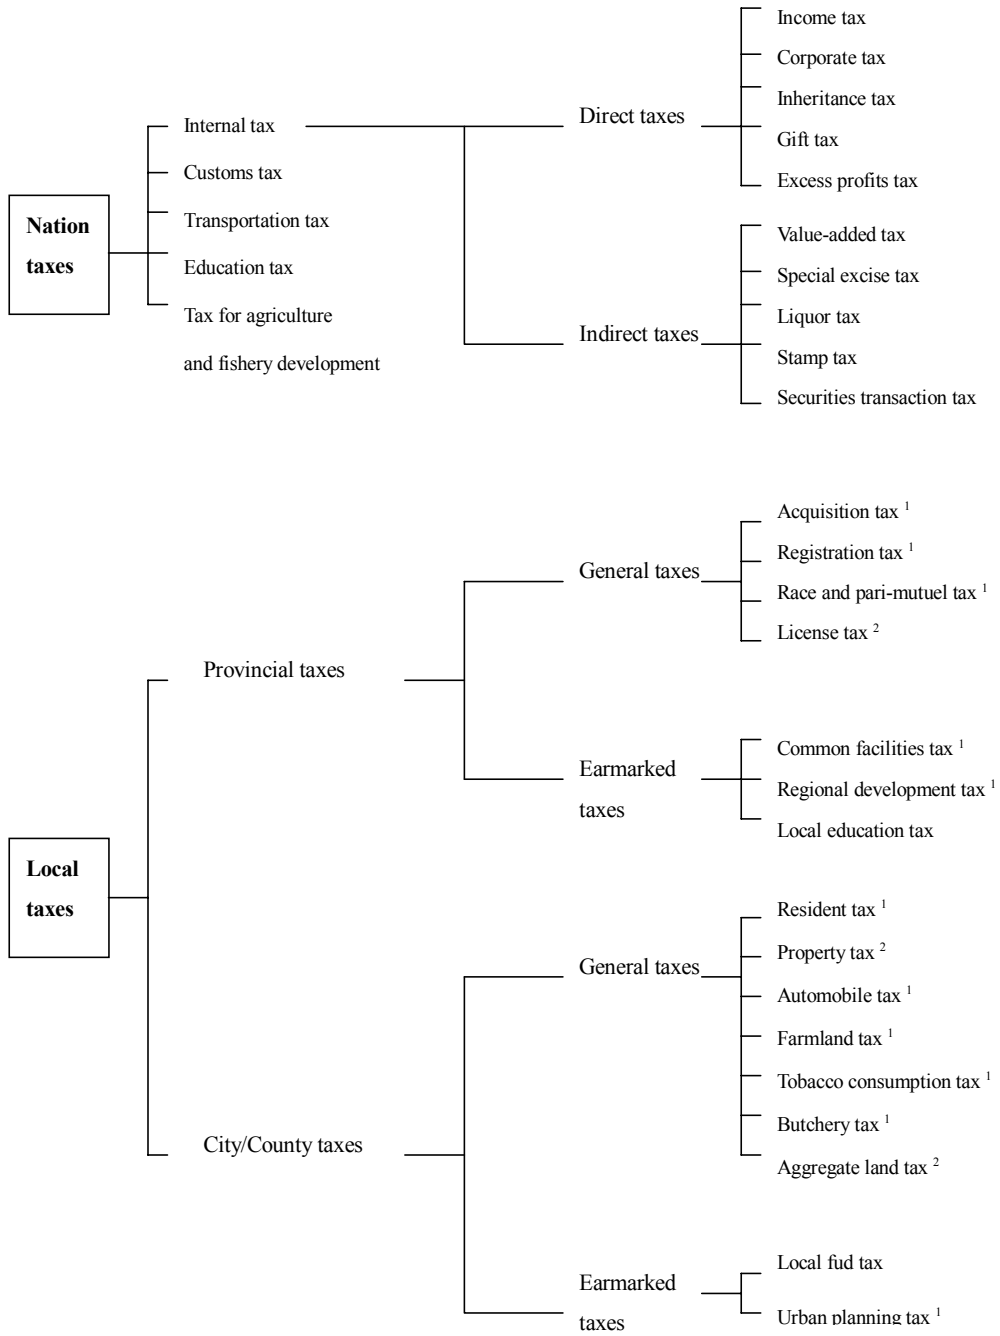 Nation
taxes
Internal tax
Customs tax
Transportation tax
Education tax
Tax for agriculture
and fishery development
Direct taxes
Income tax
Corporate tax
Inheritance tax
Gift tax
Excess profits tax
Indirect taxes
Value-added tax
Special excise tax
Liquor tax
Stamp tax
Securities transaction tax
Local
taxes
Provincial taxes
General taxes
Acquisition tax 1
Registration tax 1
Race and pari-mutuel tax 1
License tax 2
Earmarked
taxes
Common facilities tax 1
Regional development tax 1
Local education tax
City/County taxes
General taxes
Resident tax 1
Property tax 2
Automobile tax 1
Farmland tax 1
Tobacco consumption tax 1
Butchery tax 1
Aggregate land tax 2
Earmarked
taxes
Local fud tax
Urban planning tax 1